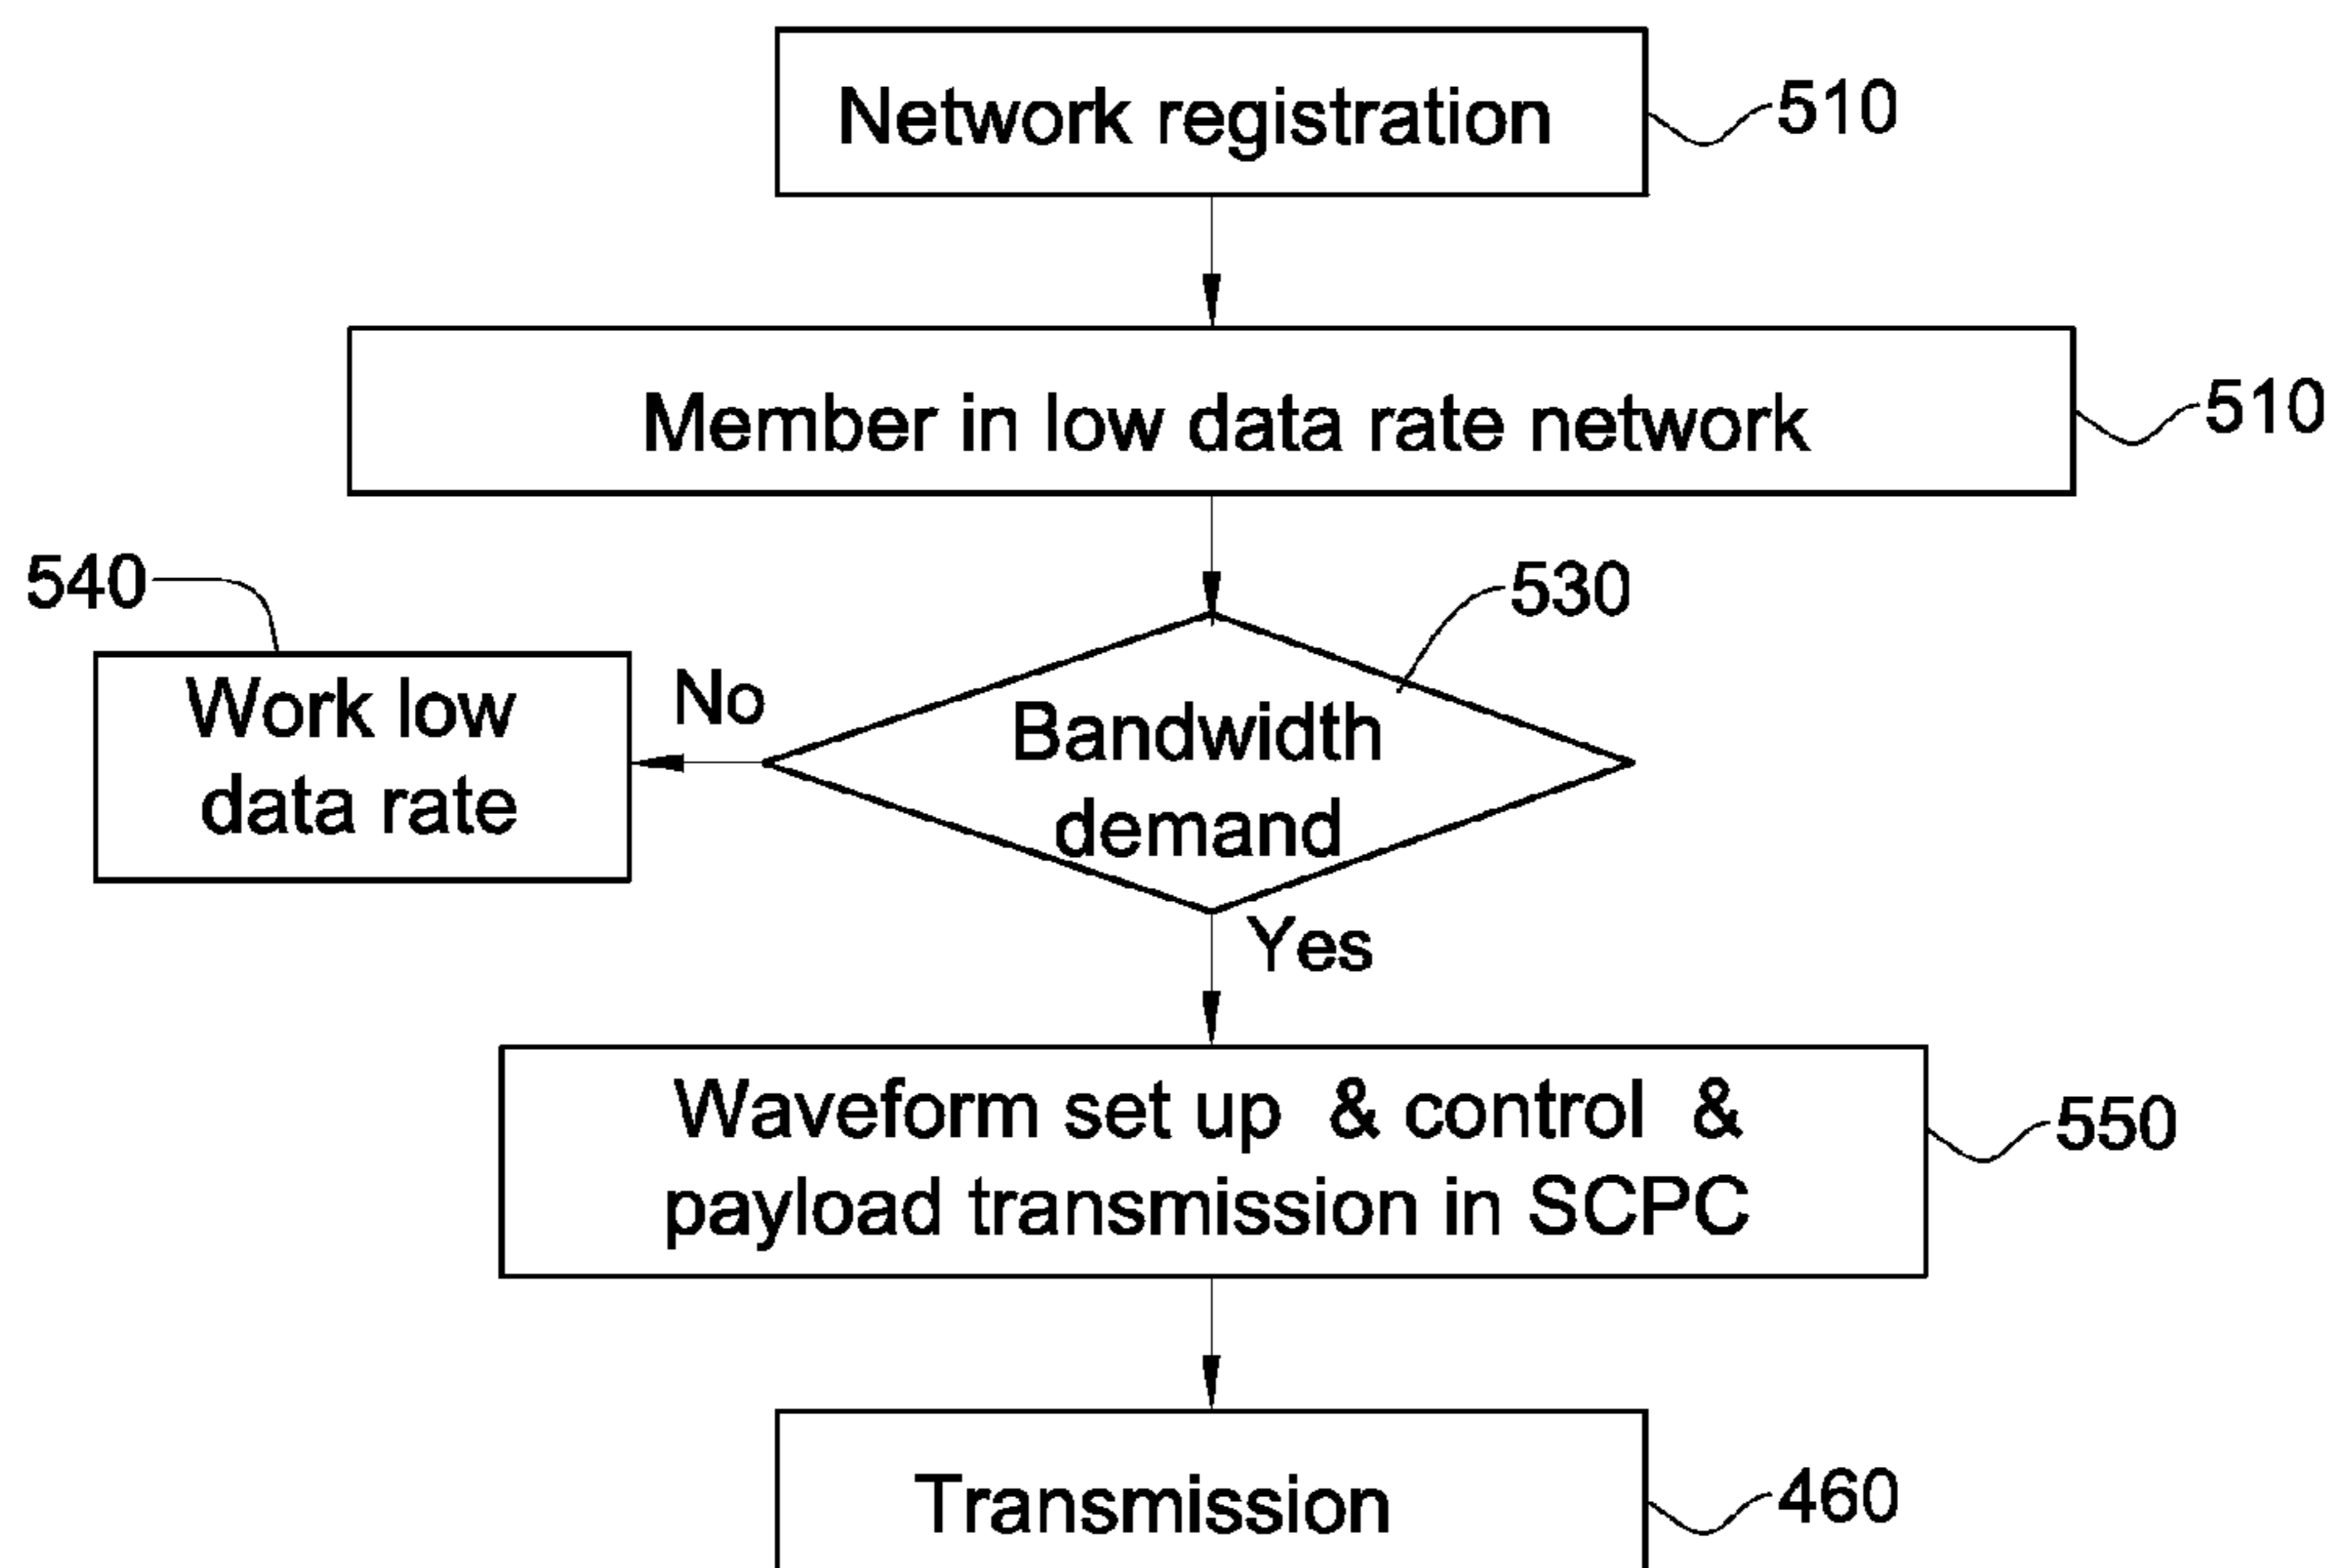 Network registration
510
Member in low data rate network
510
540
530
Work low
data rate
No
Bandwidth
demand
Yes
Waveform set up & control &
payload transmission in SCPC
550
Transmission
460